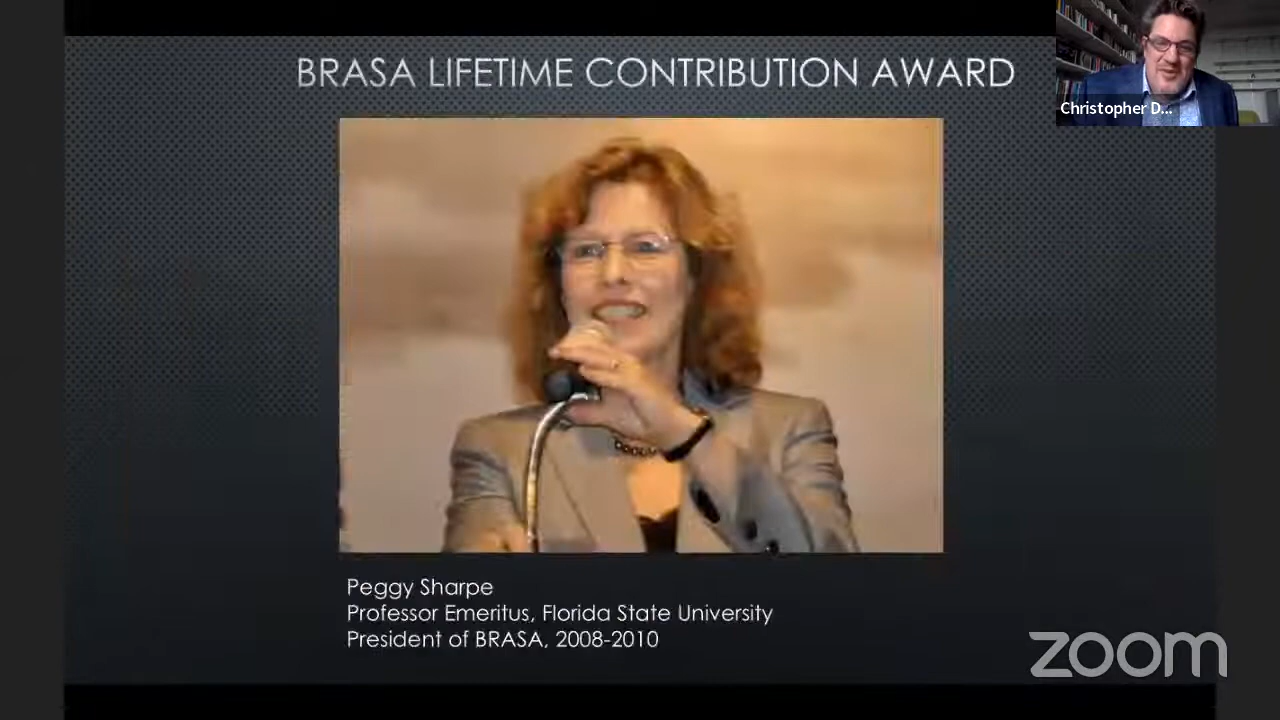 BRASA LIFETIME CONTRIBUTION AWARD
Christopher D...
Peggy Sharpe
Professor Emeritus, Florida State University
President of BRASA, 2008-2010
zoom